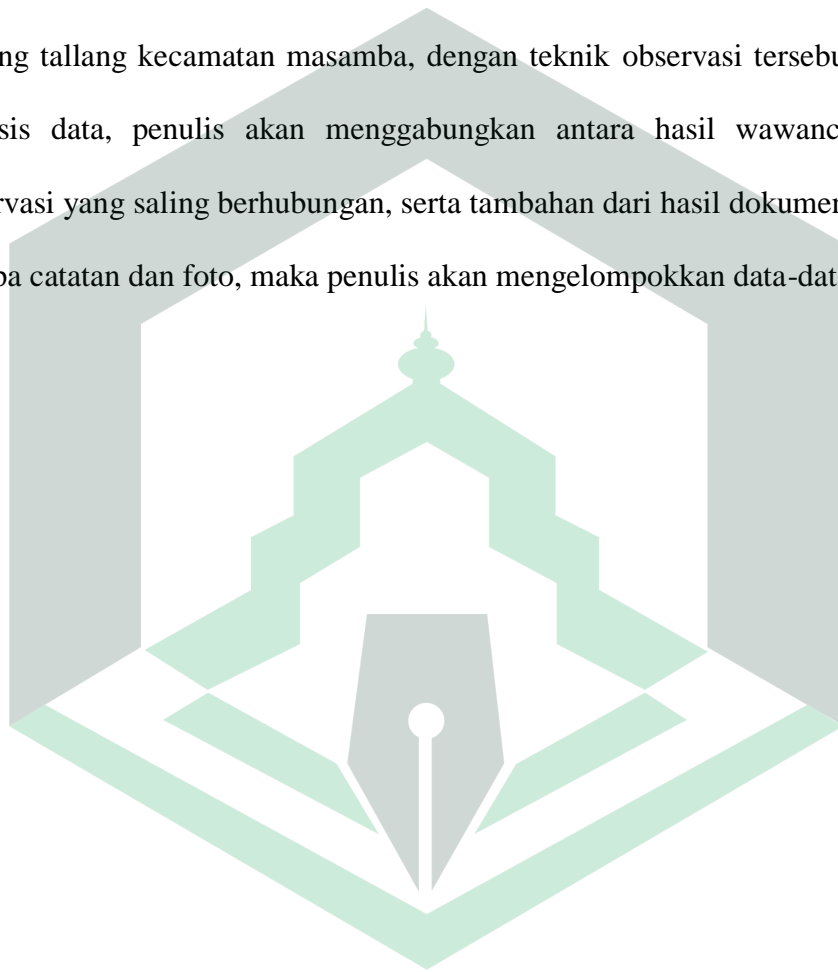 ng tallang kecamatan masamba, dengan teknik observasi tersebu
sis data, penulis akan menggabungkan antara hasil wawanc
rvasi yang saling berhubungan, serta tambahan dari hasil dokumen
pa catatan dan foto, maka penulis akan mengelompokkan data-dat